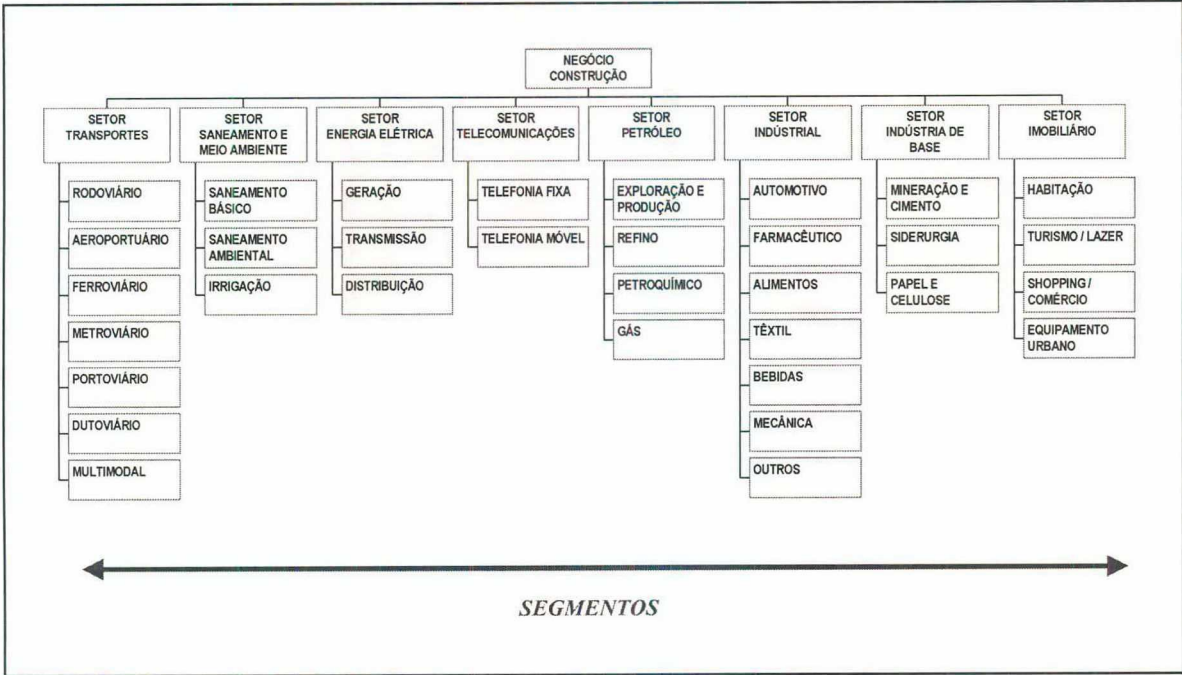 NEGÓCIO
CONSTRUÇÃO
SETOR
TRANSPORTES
RODOVIÁRIO
AEROPORTUÁRIO
FERROVIÁRIO
METROVIÁRIO
PORTOVIÁRIO
DUTOVIÁRIO
MULTIMODAL
SETOR
SANEAMENTO E
MEIO AMBIENTE
SANEAMENTO
BÁSICO
SANEAMENTO
AMBIENTAL
IRRIGAÇÃO
SETOR
ENERGIA ELÉTRICA
GERAÇÃO
TRANSMISSÃO
DISTRIBUIÇÃO
SETOR
TELECOMUNICAÇÕES
TELEFONIA FIXA
TELEFONIA MÓVEL
SETOR
PETRÓLEO
EXPLORAÇÃO E
PRODUÇÃO
REFINO
PETROQUÍMICO
GÁS
SETOR
INDÚSTRIAL
AUTOMOTIVO
FARMACÊUTICO
ALIMENTOS
TÊXTIL
BEBIDAS
MECÂNICA
OUTROS
SETOR
INDÚSTRIA DE
BASE
MINERAÇÃO E
CIMENTO
SIDERURGIA
PAPEL E
CELULOSE
SETOR
IMOBILIÁRIO
HABITAÇÃO
TURISMO / LAZER
SHOPPING /
COMÉRCIO
EQUIPAMENTO
URBANO
SEGMENTOS